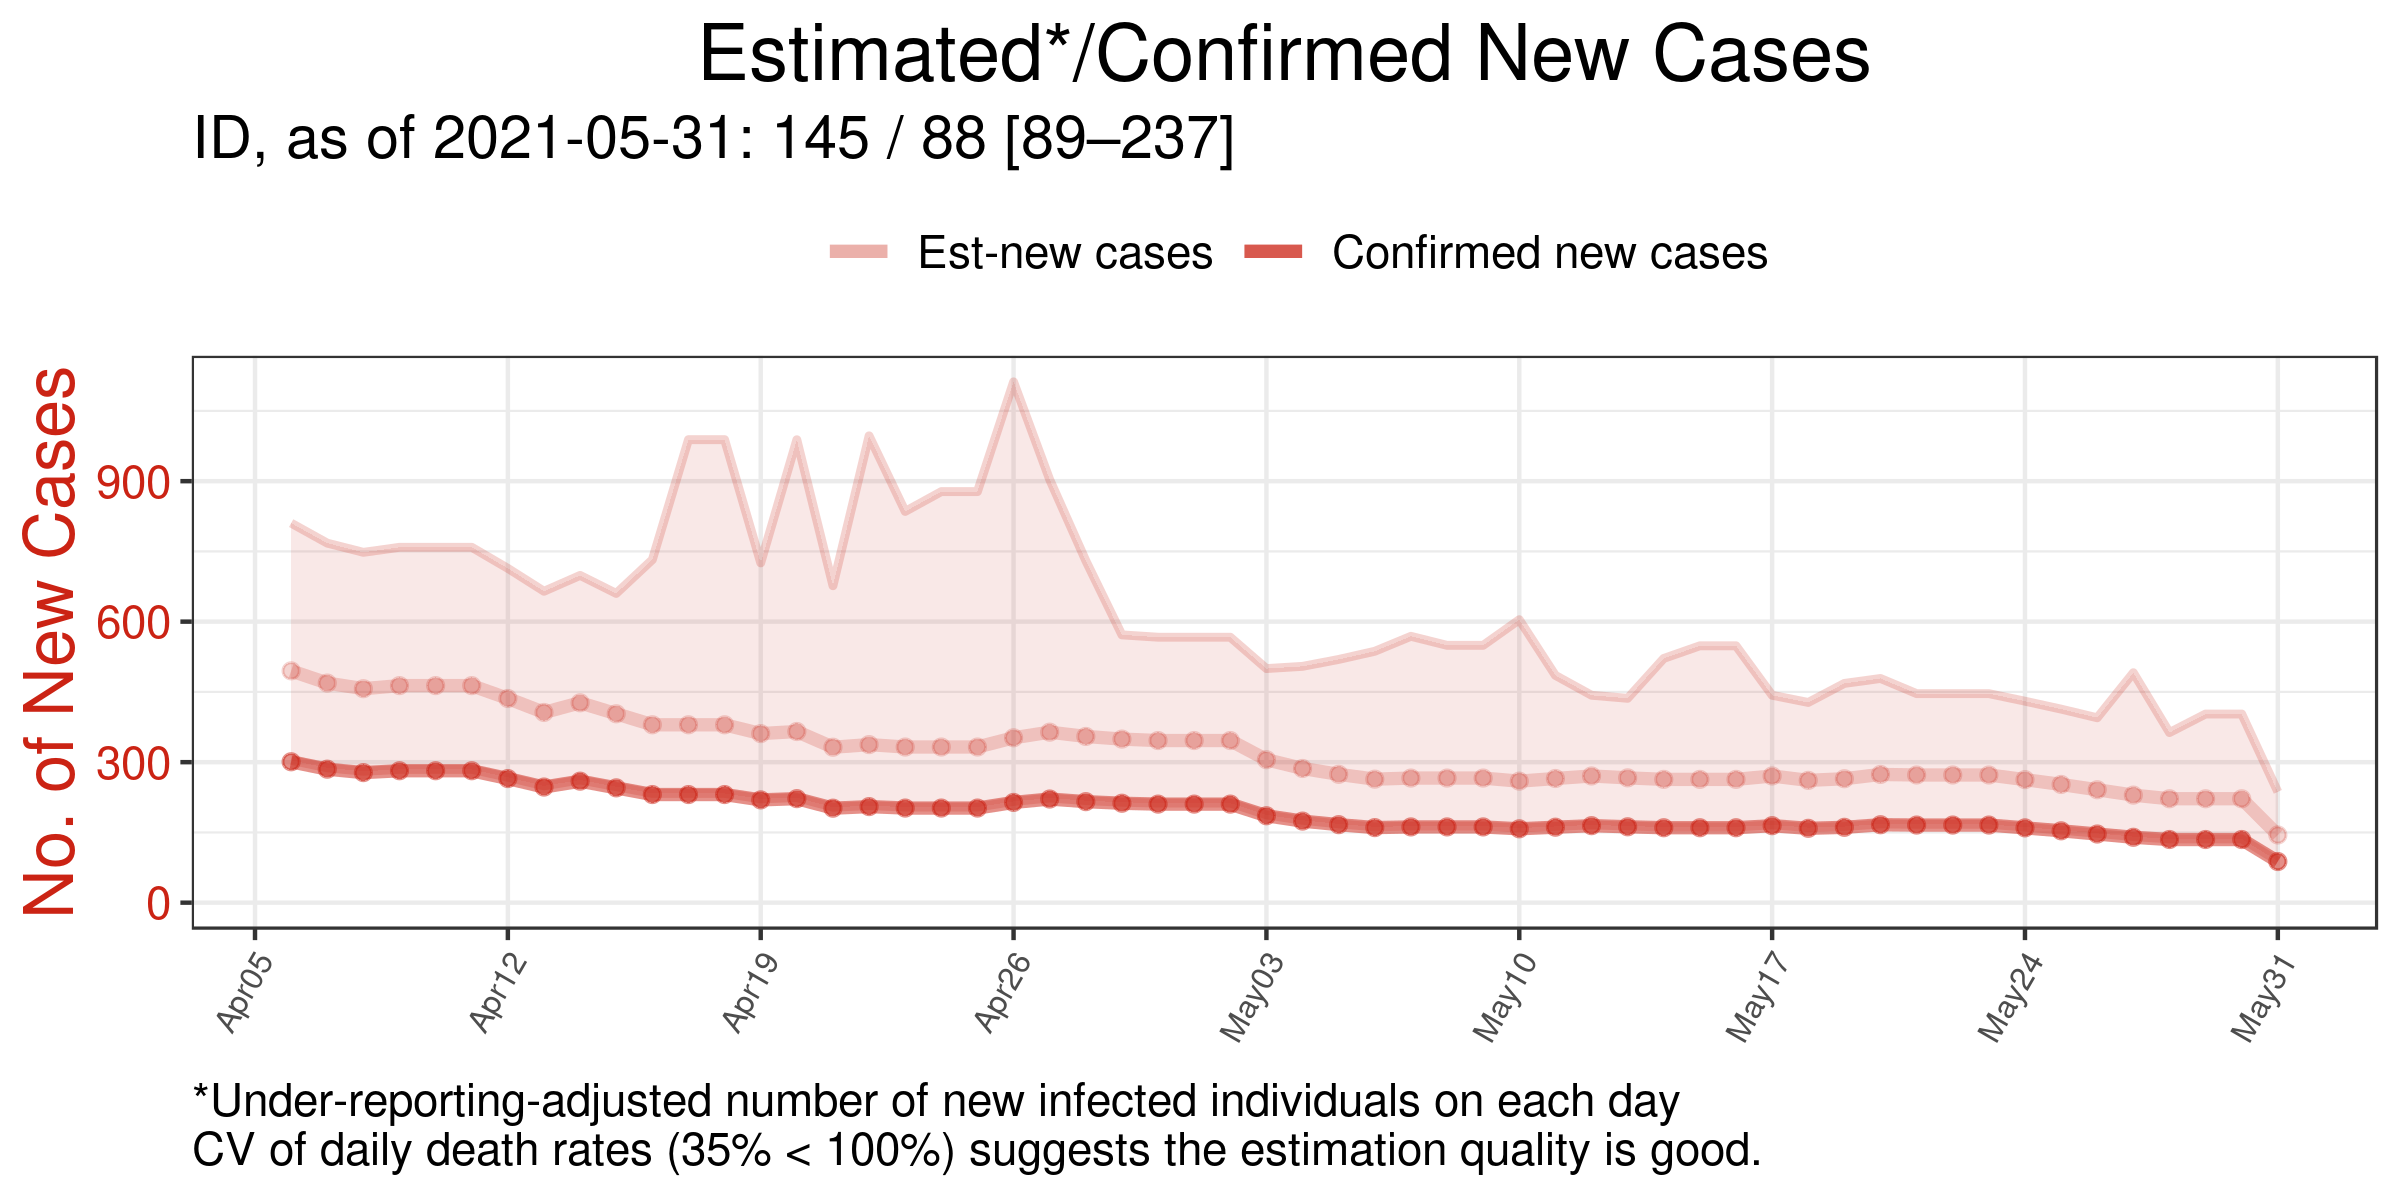 Estimated*/Confirmed New Cases
ID, as of 2021-05-31: 145 / 88 [89–237]
Est-new cases Confirmed new cases
No. of New Cases
900
600
300
0
Apr05 Apr12 Apr19 Apr26 May03 May10 May17 May24 May31
*Under-reporting-adjusted number of new infected individuals on each day
CV of daily death rates (35% < 100%) suggests the estimation quality is good.